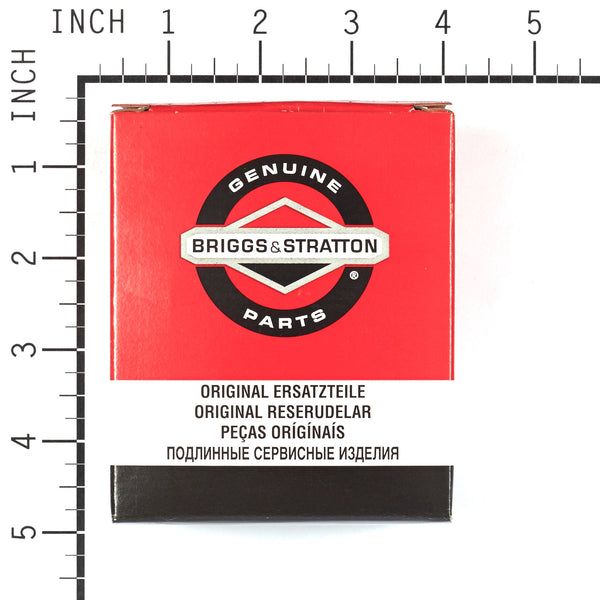 INCH 1 2 3 4 5
INCH
1
2
3
4
5
GENUINE
BRIGGS&STRATTON
®
PARTS
ORIGINAL ERSATZTEILE
ORIGINAL RESERUDELAR
PEÇAS ORÍGÍNAÍS
ПОДЛИННЫЕ СЕРВИСНЫЕ ИЗДЕЛИЯ